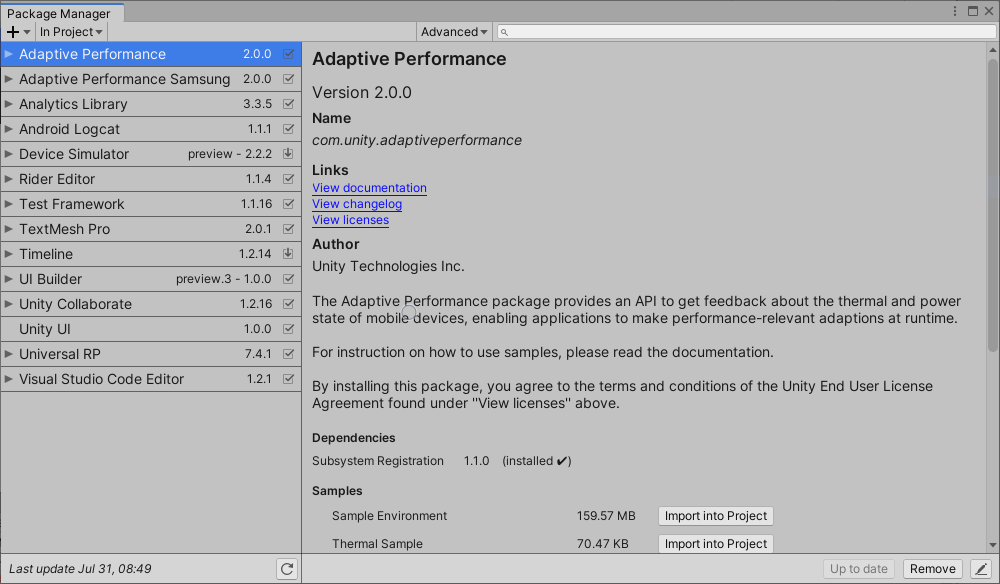 Package Manager
In Project
Advanced
Adaptive Performance 2.0.0
Adaptive Performance Samsung 2.0.0
Analytics Library 3.3.5
Android Logcat 1.1.1
Device Simulator preview - 2.2.2
Rider Editor 1.1.4
Test Framework 1.1.16
TextMesh Pro 2.0.1
Timeline 1.2.14
UI Builder preview.3 - 1.0.0
Unity Collaborate 1.2.16
Unity UI 1.0.0
Universal RP 7.4.1
Visual Studio Code Editor 1.2.1
Last update Jul 31, 08:49
Adaptive Performance
Version 2.0.0
Name
com.unity.adaptiveperformance
Links
View documentation
View changelog
View licenses
Author
Unity Technologies Inc.
The Adaptive Performance package provides an API to get feedback about the thermal and power
state of mobile devices, enabling applications to make performance-relevant adaptions at runtime.
For instruction on how to use samples, please read the documentation.
By installing this package, you agree to the terms and conditions of the Unity End User License
Agreement found under "View licenses" above.
Dependencies
Subsystem Registration 1.1.0 (installed ✔)
Samples
Sample Environment 159.57 MB Import into Project
Thermal Sample 70.47 KB Import into Project
Up to date Remove